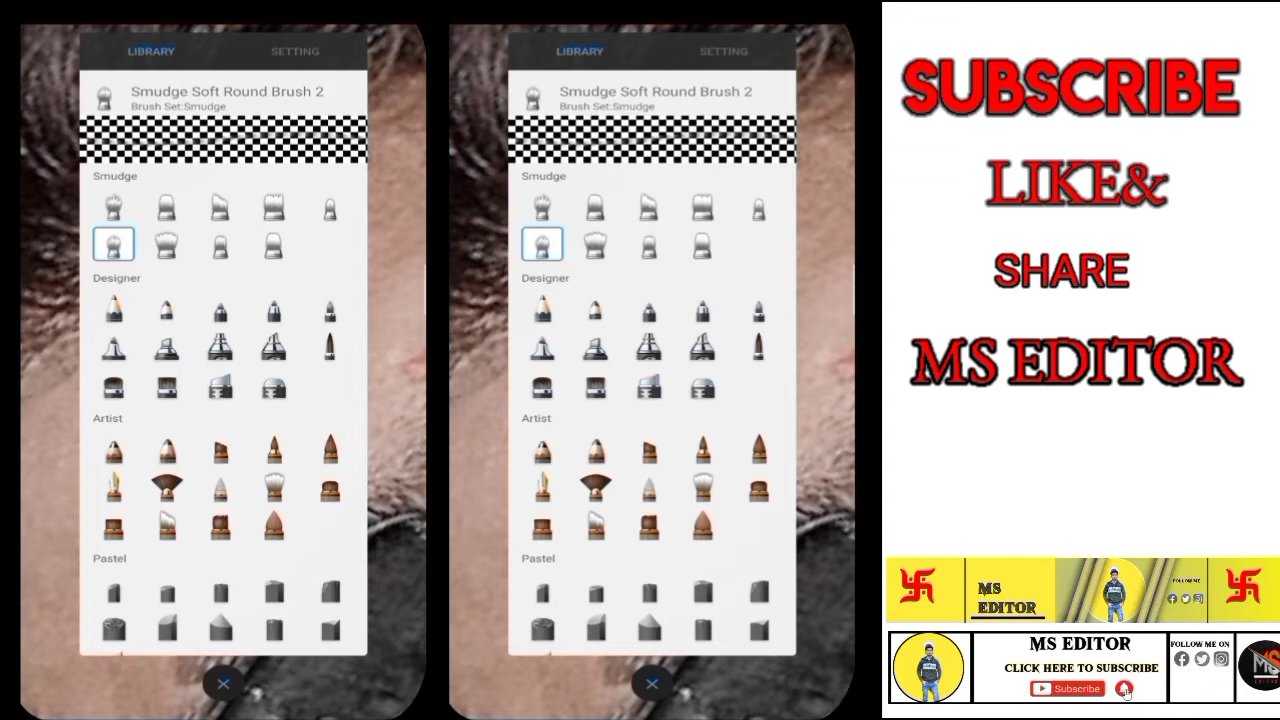 LIBRARY
SETTING
Smudge Soft Round Brush 2
Brush Set:Smudge
Smudge
Designer
Artist
Pastel
LIBRARY
SETTING
Smudge Soft Round Brush 2
Brush Set:Smudge
Smudge
Designer
Artist
Pastel
SUBSCRIBE
LIKE&
SHARE
MS EDITOR
MS
EDITOR
FOLLOW ME
MS EDITOR
CLICK HERE TO SUBSCRIBE
Subscribe
FOLLOW ME ON
MS